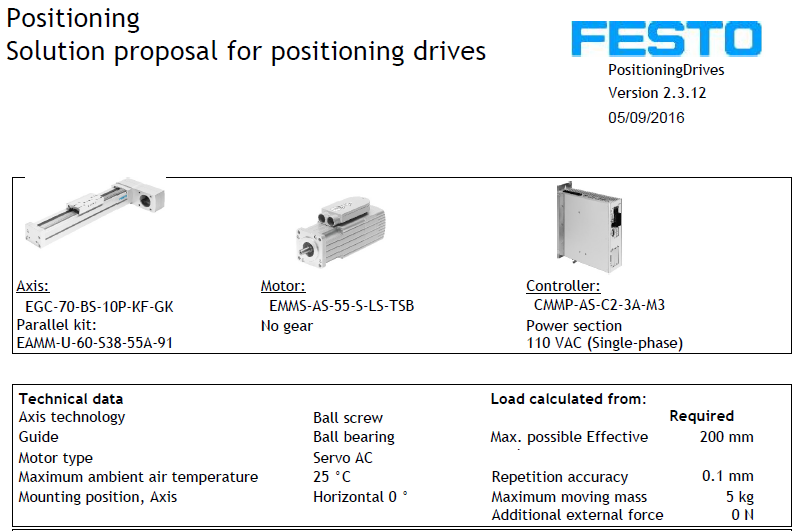 Positioning
Solution proposal for positioning drives
FESTO
PositioningDrives
Version 2.3.12
05/09/2016
Axis:
EGC-70-BS-10P-KF-GK
Parallel kit:
EAMM-U-60-S38-55A-91
Motor:
EMMS-AS-55-S-LS-TSB
No gear
Controller:
CMMP-AS-C2-3A-M3
Power section
110 VAC (Single-phase)
Technical data
Axis technology Ball screw
Guide Ball bearing
Motor type Servo AC
Maximum ambient air temperature 25 °C
Mounting position, Axis Horizontal 0 °
Load calculated from:
Required
Max. possible Effective 200 mm
Repetition accuracy 0.1 mm
Maximum moving mass 5 kg
Additional external force 0 N